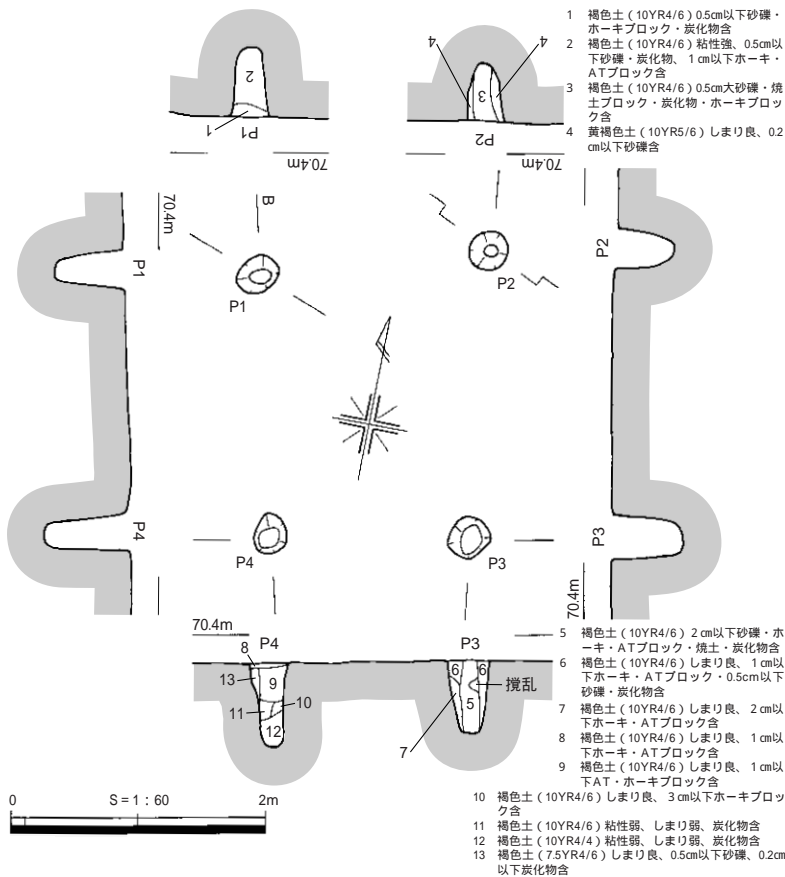 1 褐色土(10YR4/6)0.5cm以下砂礫・
ホーキブロック・炭化物含
2 褐色土(10YR4/6)粘性強、0.5cm以
下砂礫・炭化物、1cm以下ホーキ・
ATブロック含
3 褐色土(10YR4/6)0.5cm大砂礫・焼
土ブロック・炭化物・ホーキブロッ
ク含
4 黄褐色土(10YR5/6)しまり良、0.2
cm以下砂礫含
2
1
P1
70.4m
4
4
3
P2
70.4m
70.4m
B
P1
P1
P2
P2
P4
P4
P3
P3
70.4m
70.4m
P4
8
13
9
10
11
12
P3
6
6
5
7
撹乱
5 褐色土(10YR4/6)2cm以下砂礫・ホ
ーキ・ATブロック・焼土・炭化物含
6 褐色土(10YR4/6)しまり良、1cm以
下ホーキ・ATブロック・0.5cm以下
砂礫・炭化物含
7 褐色土(10YR4/6)しまり良、2cm以
下ホーキ・ATブロック含
8 褐色土(10YR4/6)しまり良、1cm以
下ホーキ・ATブロック含
9 褐色土(10YR4/6)しまり良、1cm以
下AT・ホーキブロック含
10 褐色土(10YR4/6)しまり良、3cm以下ホーキブロッ
ク含
11 褐色土(10YR4/6)粘性弱、しまり弱、炭化物含
12 褐色土(10YR4/4)粘性弱、しまり弱、炭化物含
13 褐色土(7.5YR4/6)しまり良、0.5cm以下砂礫、0.2cm
以下炭化物含
0 S=1:60 2m